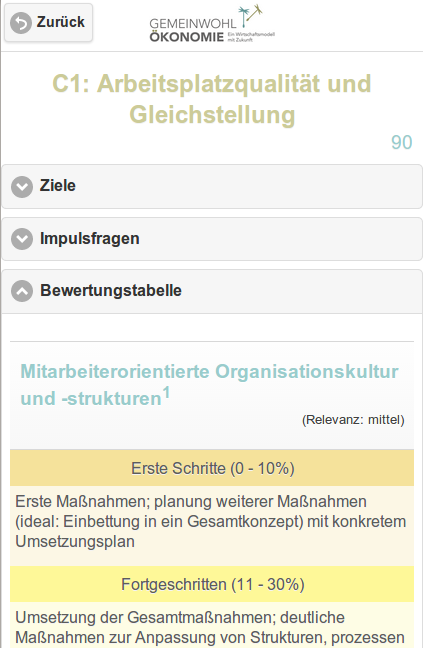 Zurück
GEMEINWOHL
ÖKONOMIE Ein Wirtschaftsmodell
mit Zukunft
C1: Arbeitsplatzqualität und
Gleichstellung
90
Ziele
Impulsfragen
Bewertungstabelle
Mitarbeiterorientierte Organisationskultur
und -strukturen1
(Relevanz: mittel)
Erste Schritte (0 - 10%)
Erste Maßnahmen; planung weiterer Maßnahmen
(ideal: Einbettung in ein Gesamtkonzept) mit konkretem
Umsetzungsplan
Fortgeschritten (11 - 30%)
Umsetzung der Gesamtmaßnahmen; deutliche
Maßnahmen zur Anpassung von Strukturen, prozessen